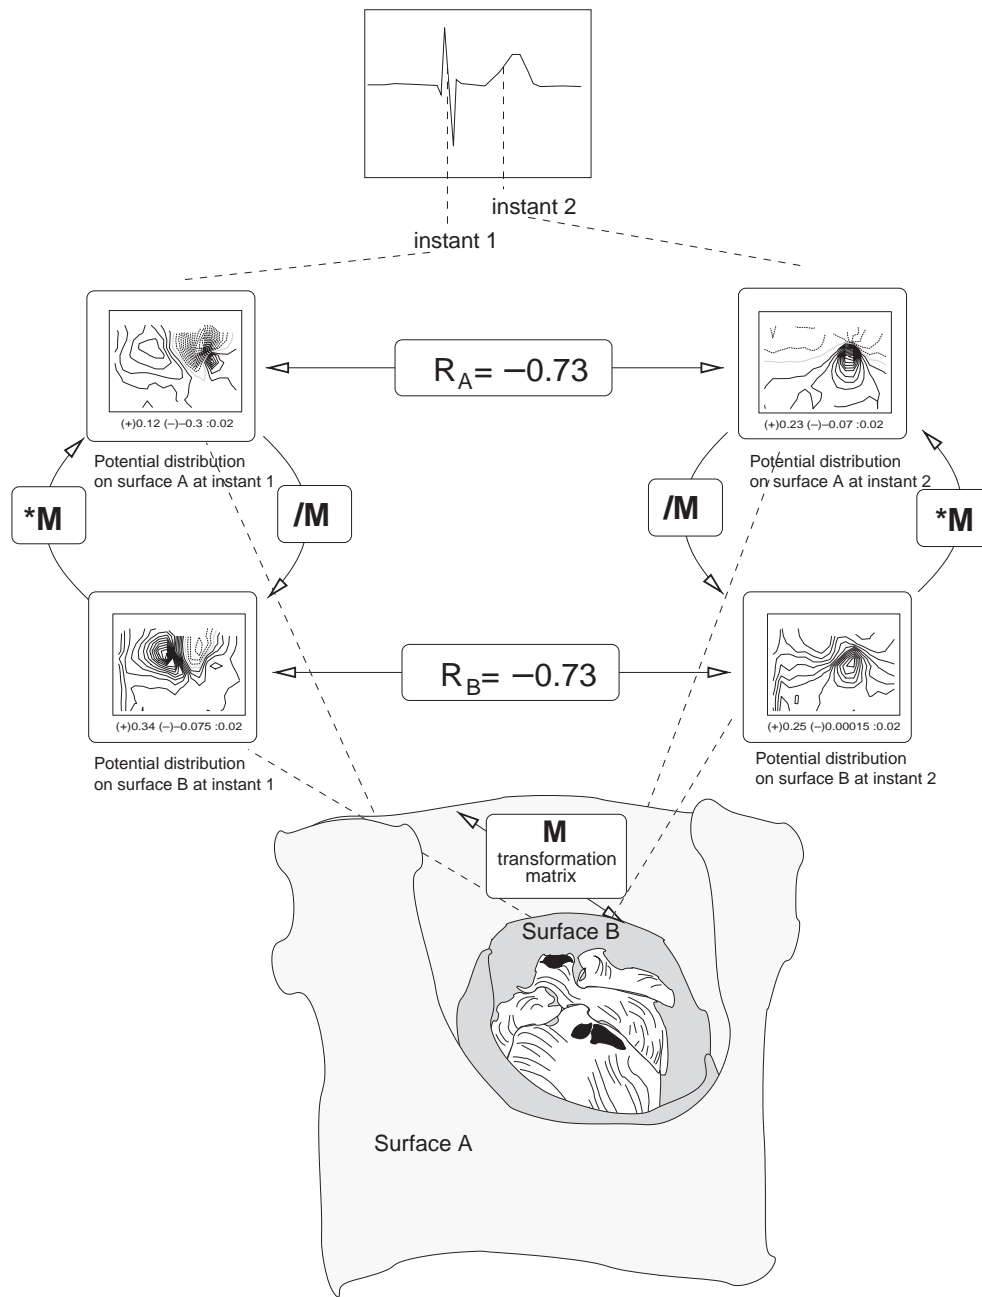 instant 2
instant 1
R_A= –0.73
(+)0.12 (–)–0.3 :0.02
(+)0.23 (–)–0.07 :0.02
Potential distribution
on surface A at instant 1
Potential distribution
on surface A at instant 2
*M
/M
/M
*M
R_B= –0.73
(+)0.34 (–)–0.075 :0.02
(+)0.25 (–)0.00015 :0.02
Potential distribution
on surface B at instant 1
Potential distribution
on surface B at instant 2
M
transformation
matrix
Surface B
Surface A